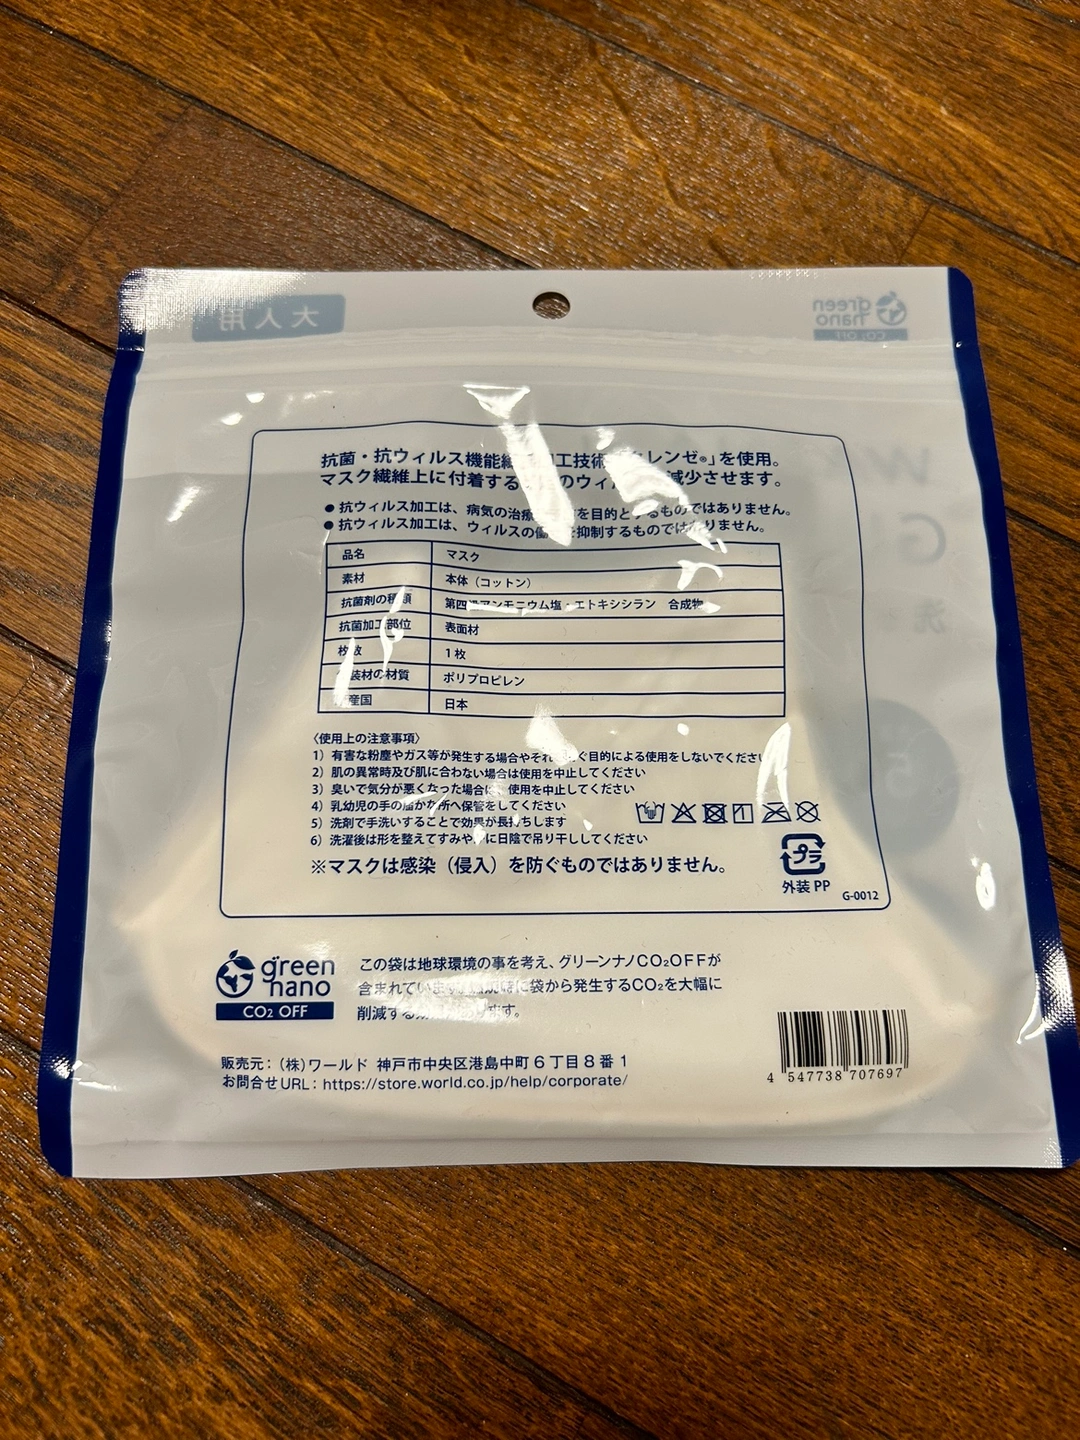 大人用
green nano
CO₂ OFF
抗菌・抗ウィルス機能繊 加工技術 レンゼ®」を使用。
マスク繊維上に付着する のウィル 減少させます。
●抗ウィルス加工は、病気の治療 を目的とするものではありません。
●抗ウィルス加工は、ウィルスの働 を抑制するものではありません。
品名 マスク
素材 本体（コットン）
抗菌剤の種類 第四級アンモニウム塩・エトキシシラン 合成物
抗菌加工部位 表面材
枚数 1枚
装材の材質 ポリプロピレン
産国 日本
〈使用上の注意事項〉
1）有害な粉塵やガス等が発生する場合やそれ ぐ目的による使用をしないでください
2）肌の異常時及び肌に合わない場合は使用を中止してください
3）臭いで気分が悪くなった場合は、使用を中止してください
4）乳幼児の手の届かな所へ保管をしてください
5）洗剤で手洗いすることで効果が長持ちします
6）洗濯後は形を整えてすみやかに日陰で吊り干ししてください
※マスクは感染（侵入）を防ぐものではありません。
プラ
外装 PP
G-0012
green nano
CO₂ OFF
この袋は地球環境の事を考え、グリーンナノCO₂OFFが
含まれています。 に袋から発生するCO₂を大幅に
削減する ます。
販売元：（株）ワールド 神戸市中央区港島中町６丁目８番１
お問合せURL：https://store.world.co.jp/help/corporate/
4 547738 707697